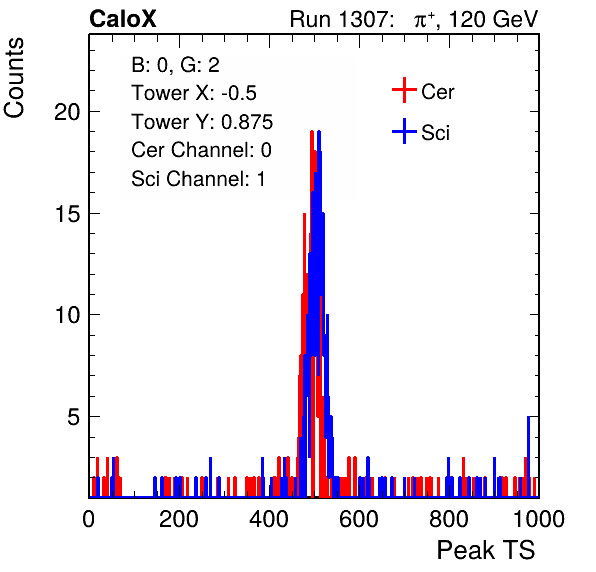 CaloX Run 1307: π⁺, 120 GeV
Counts
B: 0, G: 2
Tower X: -0.5
Tower Y: 0.875
Cer Channel: 0
Sci Channel: 1
Cer
Sci
20
15
10
5
0 200 400 600 800 1000
Peak TS